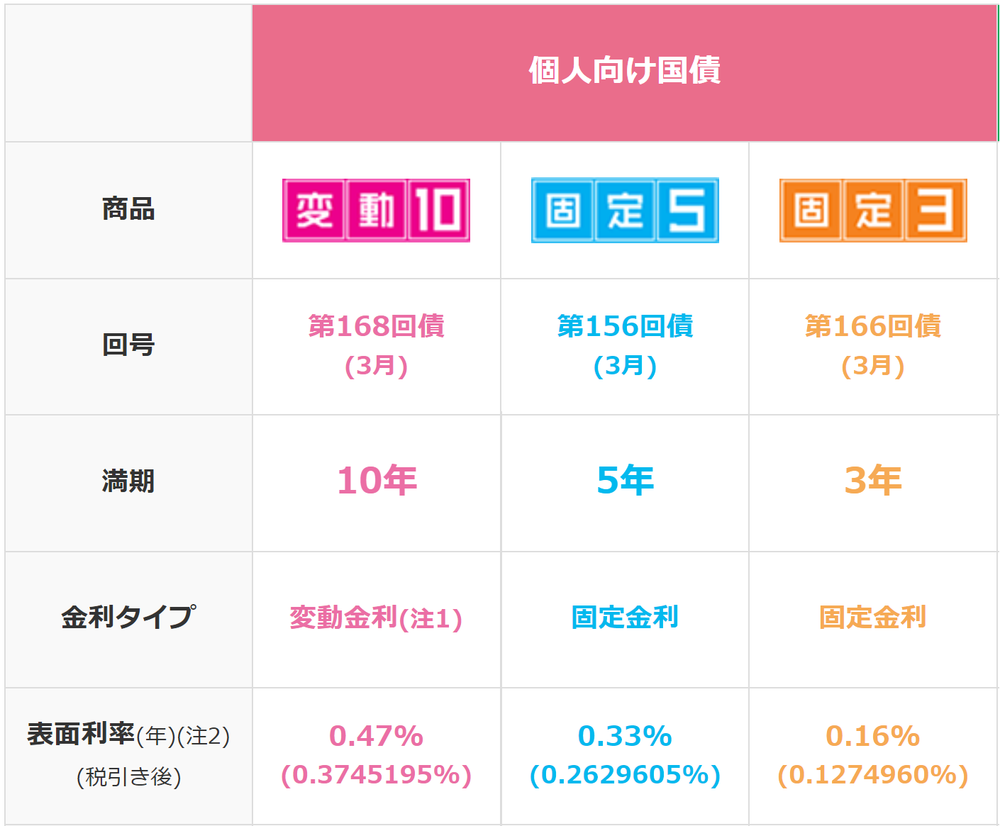 個人向け国債
商品
変動10
固定5
固定3
回号
第168回債
(3月)
第156回債
(3月)
第166回債
(3月)
満期
10年
5年
3年
金利タイプ
変動金利(注1)
固定金利
固定金利
表面利率(年)(注2)
(税引き後)
0.47%
(0.3745195%)
0.33%
(0.2629605%)
0.16%
(0.1274960%)